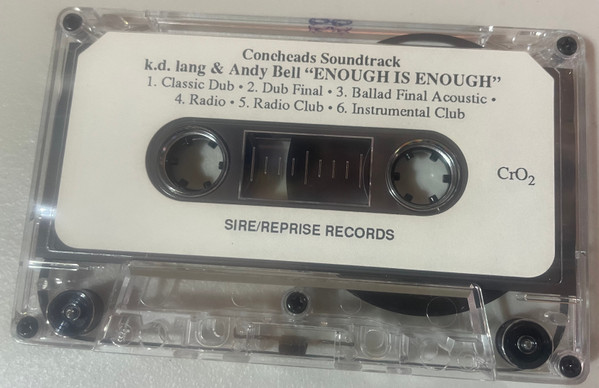 Coneheads Soundtrack
k.d. lang & Andy Bell “ENOUGH IS ENOUGH”
1. Classic Dub • 2. Dub Final • 3. Ballad Final Acoustic •
4. Radio • 5. Radio Club • 6. Instrumental Club
CrO2
SIRE/REPRISE RECORDS